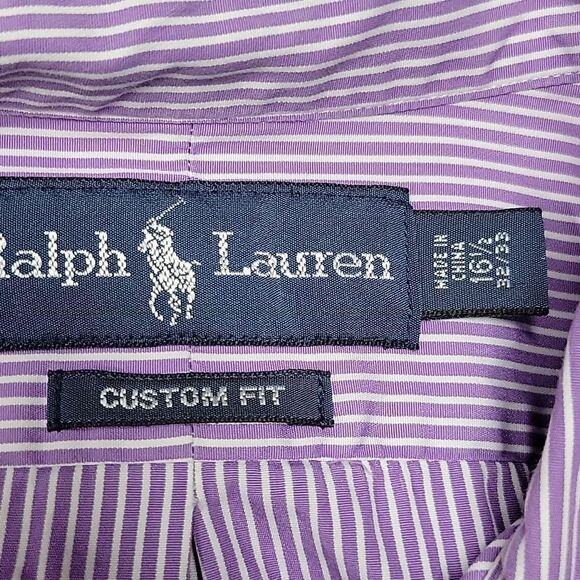 Ralph Lauren
MADE IN
CHINA
16½
32/33
CUSTOM FIT